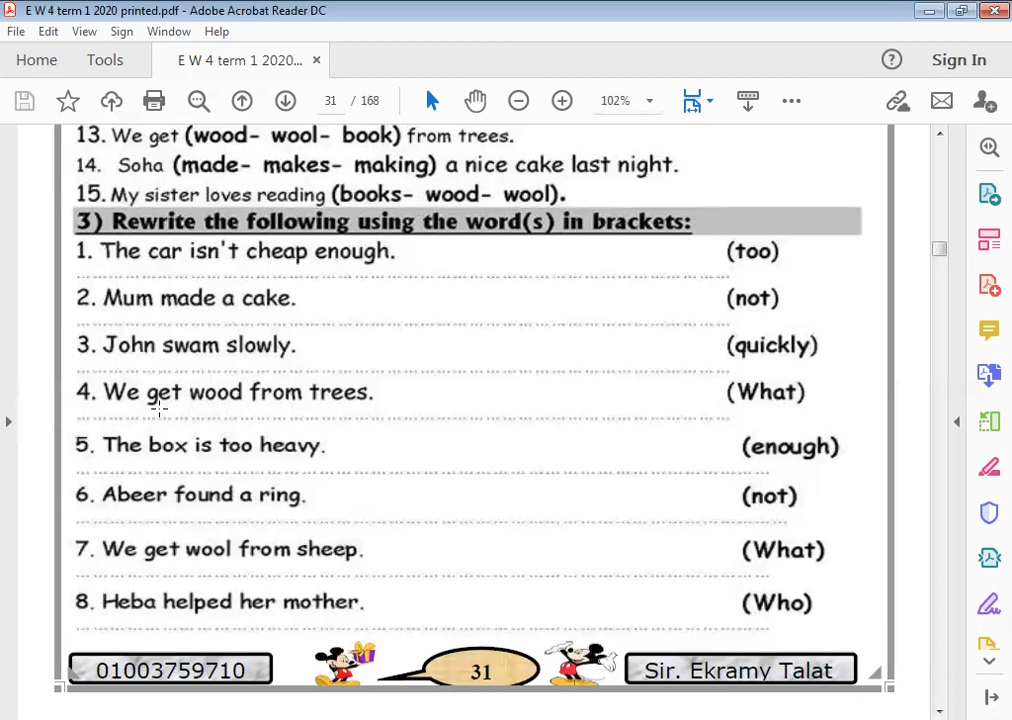 E W 4 term 1 2020 printed.pdf - Adobe Acrobat Reader DC
File Edit View Sign Window Help
Home Tools E W 4 term 1 2020... × Sign In
31 / 168 102%
13. We get (wood- wool- book) from trees.
14. Soha (made- makes- making) a nice cake last night.
15. My sister loves reading (books- wood- wool).
3) Rewrite the following using the word(s) in brackets:
1. The car isn't cheap enough. (too)
2. Mum made a cake. (not)
3. John swam slowly. (quickly)
4. We get wood from trees. (What)
5. The box is too heavy. (enough)
6. Abeer found a ring. (not)
7. We get wool from sheep. (What)
8. Heba helped her mother. (Who)
01003759710 31 Sir. Ekramy Talat